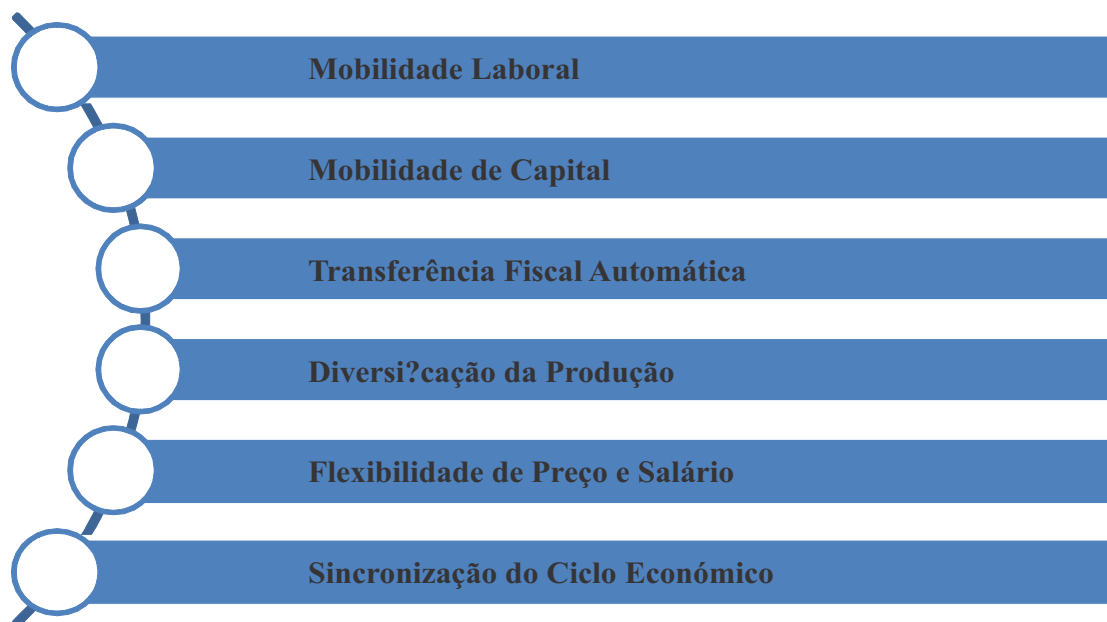 Mobilidade Laboral
Mobilidade de Capital
Transferência Fiscal Automática
Diversi?cação da Produção
Flexibilidade de Preço e Salário
Sincronização do Ciclo Económico